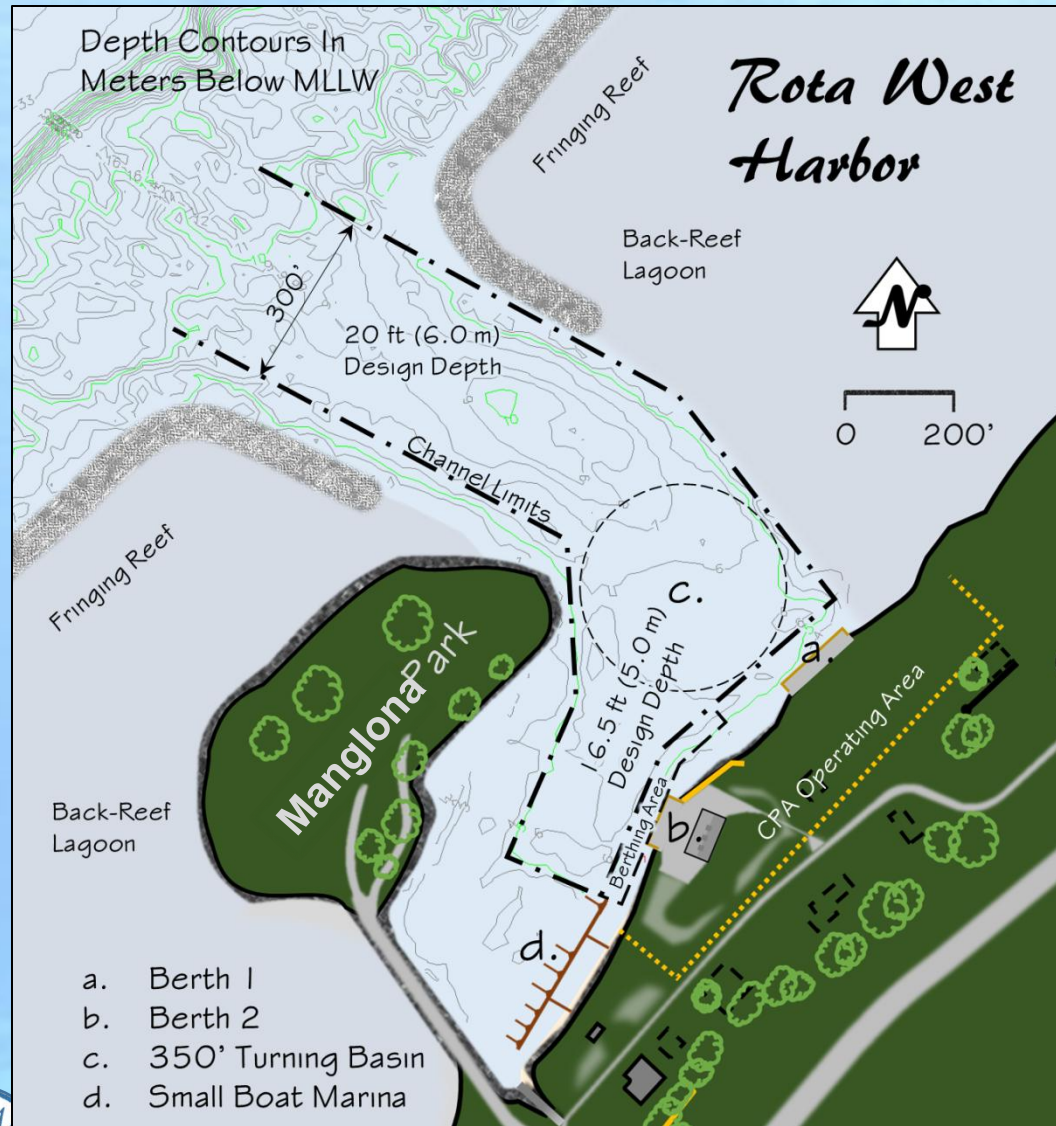 Depth Contours In
Meters Below MLLW
Rota West
Harbor
Fringing Reef
Back-Reef
Lagoon
N
300'
20 ft (6.0 m)
Design Depth
0 200'
Channel Limits
c.
Fringing Reef
a.
16.5 ft (5.0 m)
Design Depth
Manglona Park
CPA Operating Area
Berthing Area
b.
Back-Reef
Lagoon
d.
a. Berth 1
b. Berth 2
c. 350' Turning Basin
d. Small Boat Marina